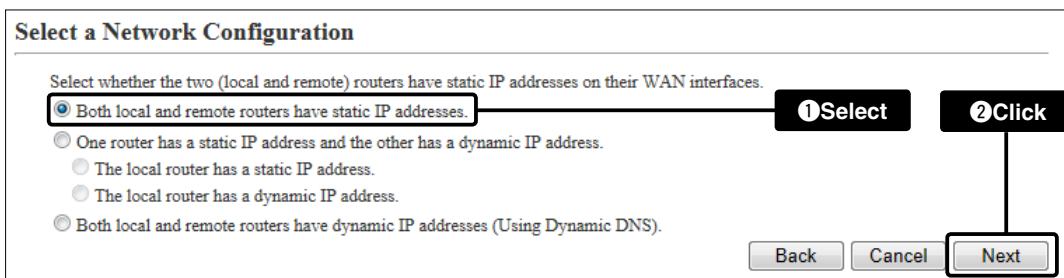 Select a Network Configuration
Select whether the two (local and remote) routers have static IP addresses on their WAN interfaces.
Both local and remote routers have static IP addresses.
❶Select
❷Click
One router has a static IP address and the other has a dynamic IP address.
The local router has a static IP address.
The local router has a dynamic IP address.
Both local and remote routers have dynamic IP addresses (Using Dynamic DNS).
Back Cancel Next